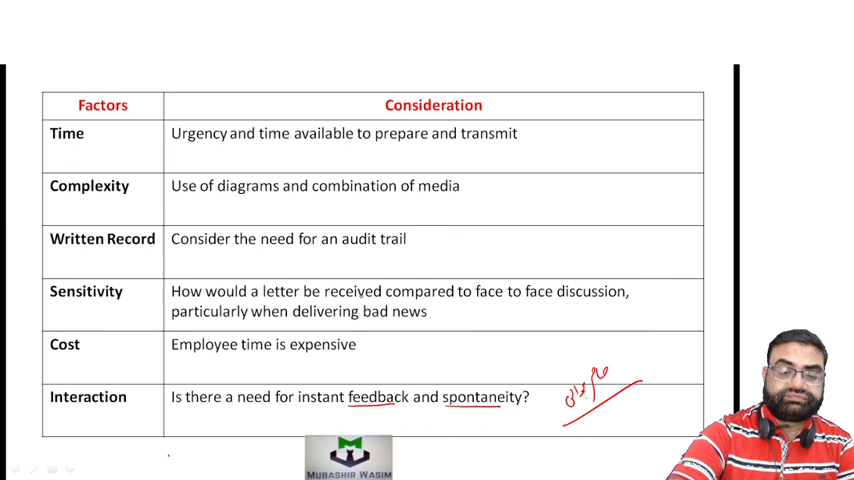 Factors Consideration
Time Urgency and time available to prepare and transmit
Complexity Use of diagrams and combination of media
Written Record Consider the need for an audit trail
Sensitivity How would a letter be received compared to face to face discussion,
particularly when delivering bad news
Cost Employee time is expensive
Interaction Is there a need for instant feedback and spontaneity?
MUBASHIR WASIM